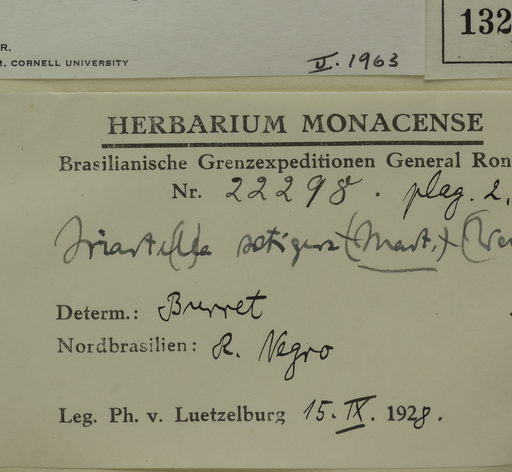 R.
, CORNELL UNIVERSITY
V. 1963
132
HERBARIUM MONACENSE
Brasilianische Grenzexpeditionen General Ron
Nr. 22298. plag. 2,
Iriartella setigera (Mart.)
Determ.: Burret
Nordbrasilien: R. Negro
Leg. Ph. v. Luetzelburg 15. IX. 1928.